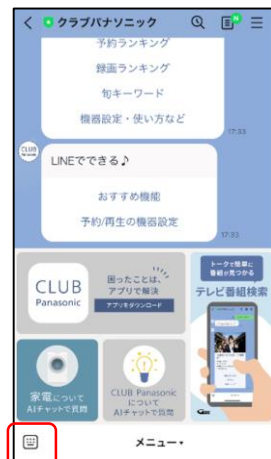 クラブパナソニック
N
予約ランキング
録画ランキング
旬キーワード
機器設定・使い方など
17:33
CLUB
Panasonic
LINEでできる♪
おすすめ機能
予約/再生の機器設定
17:33
CLUB
Panasonic
困ったことは、
アプリで解決
アプリをダウンロード
トークで簡単に
番組が見つかる
テレビ番組検索
家電について
AIチャットで質問
CLUB Panasonic
について
AIチャットで質問
メニュー▾